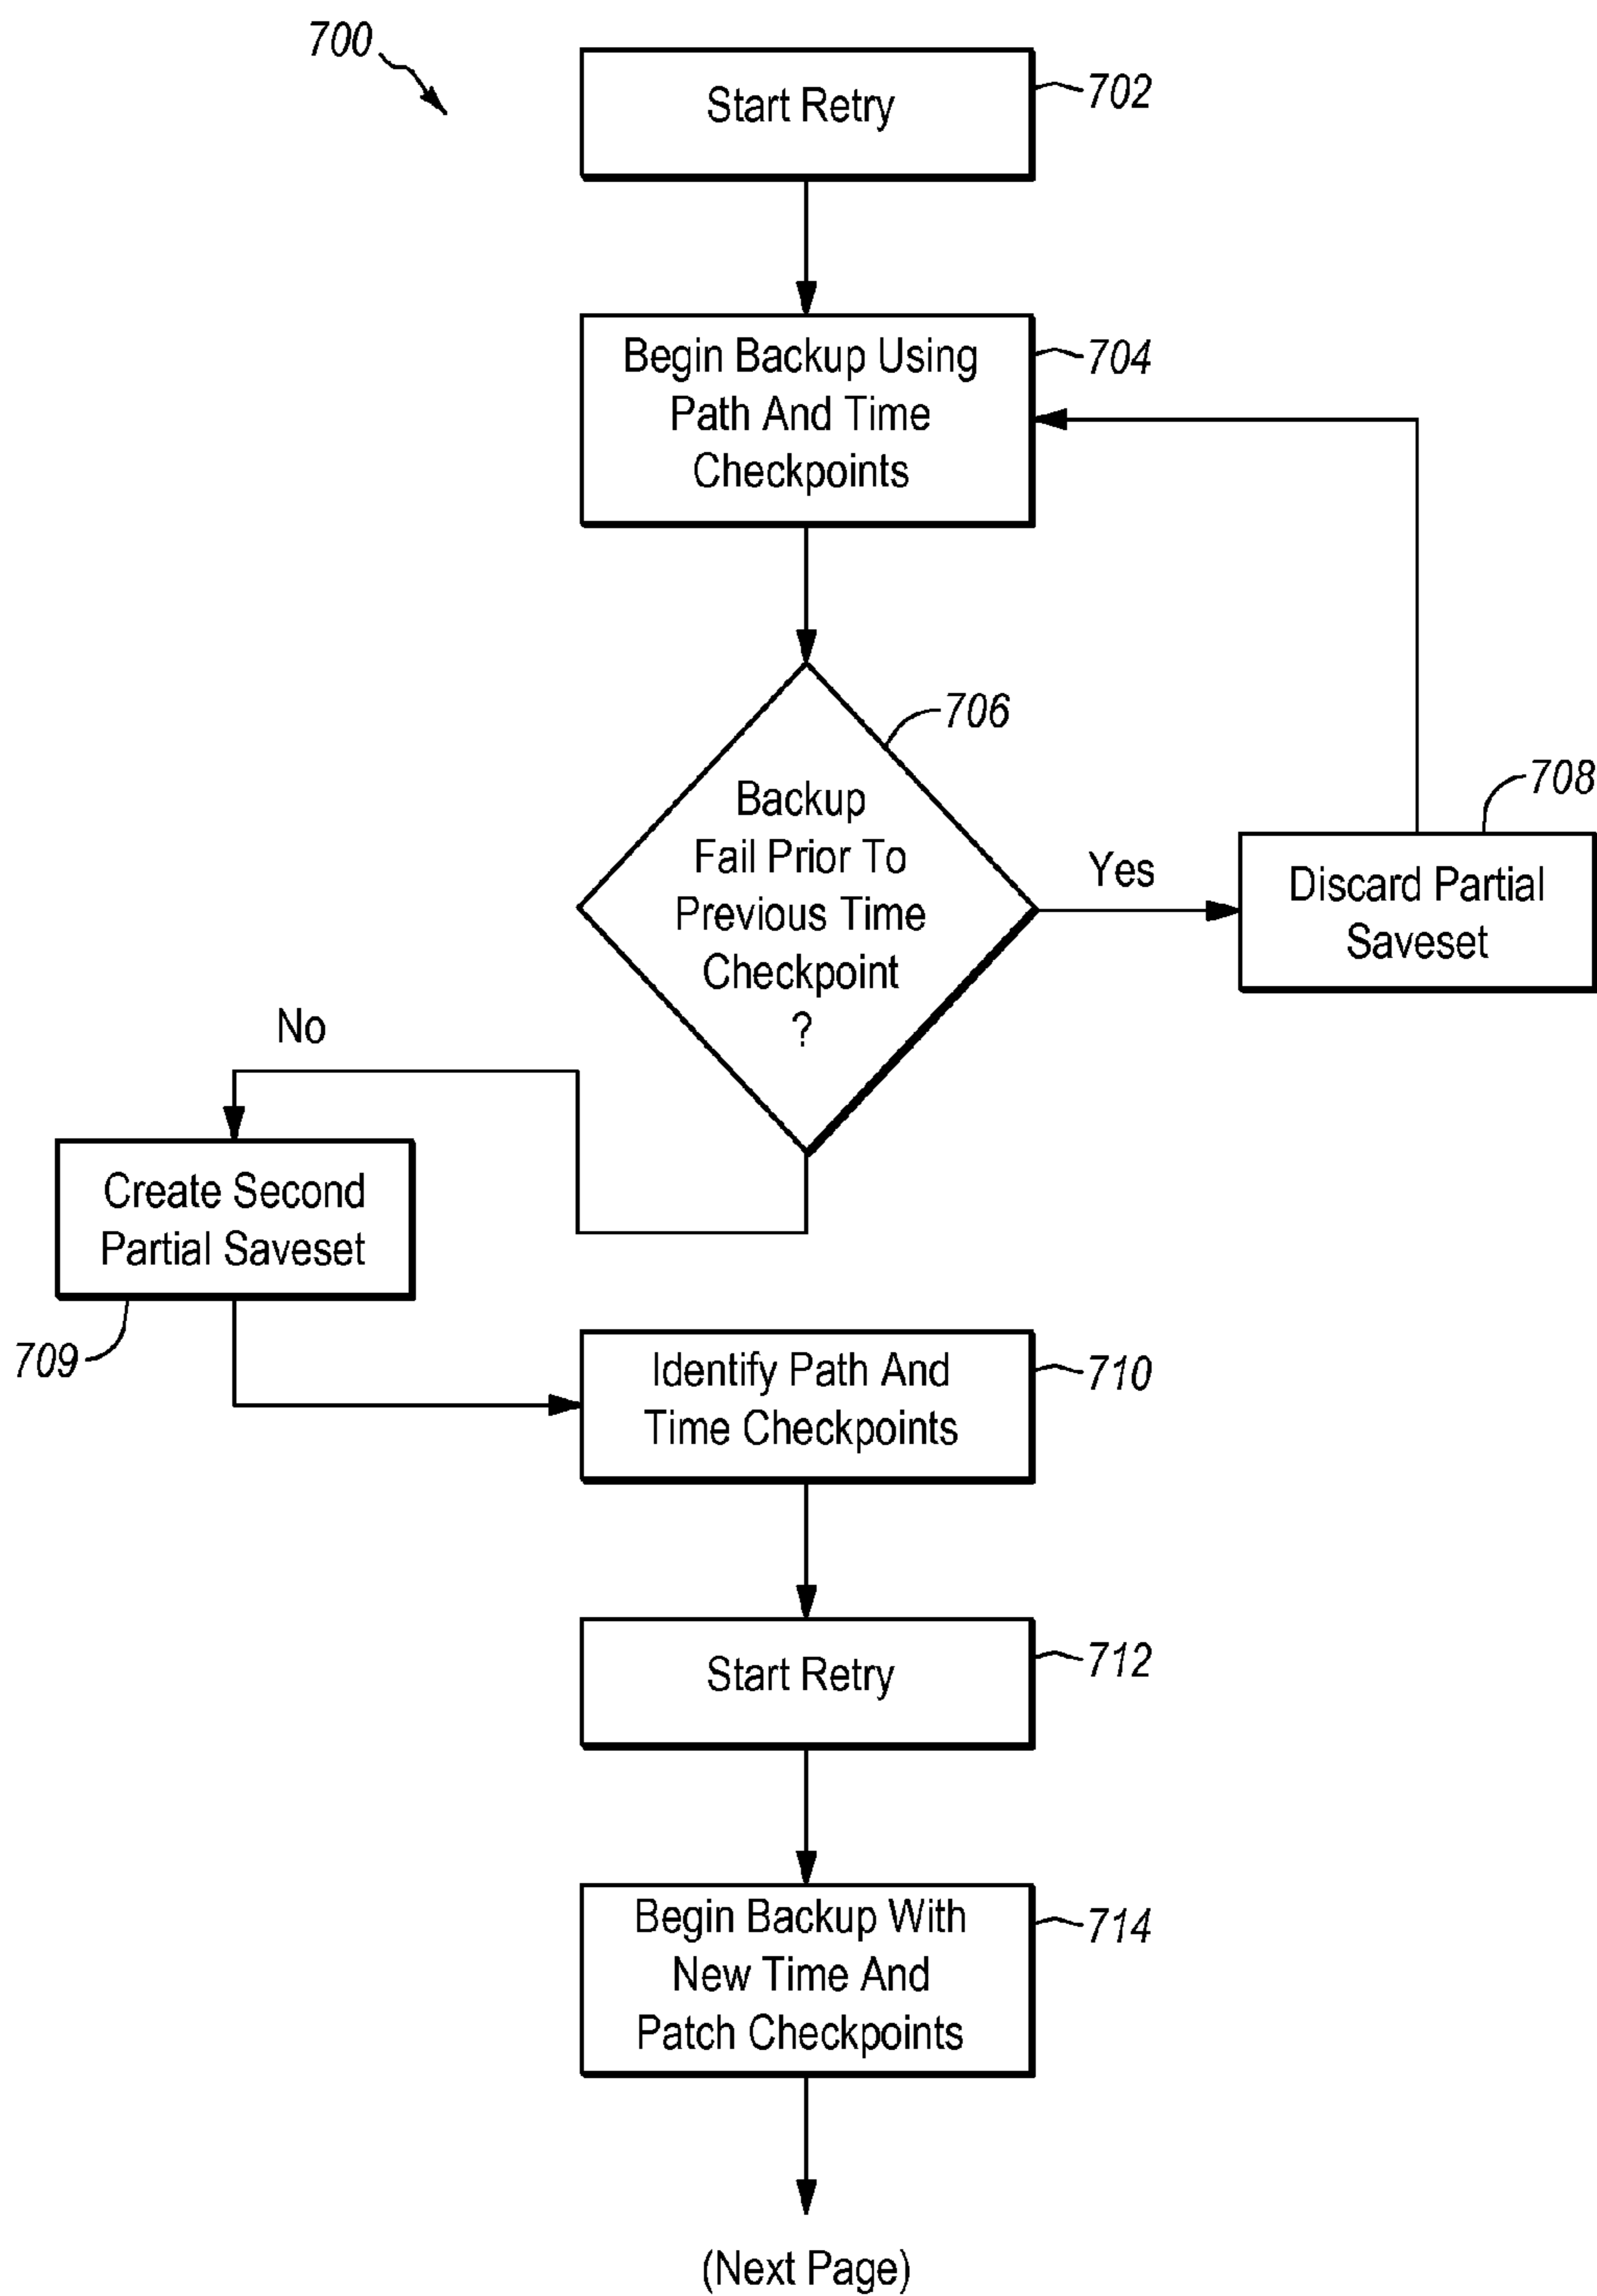 700
Start Retry
702
Begin Backup Using
Path And Time
Checkpoints
704
706
Backup
Fail Prior To
Previous Time
Checkpoint
?
Yes
708
Discard Partial
Saveset
No
Create Second
Partial Saveset
709
Identify Path And
Time Checkpoints
710
Start Retry
712
Begin Backup With
New Time And
Patch Checkpoints
714
(Next Page)